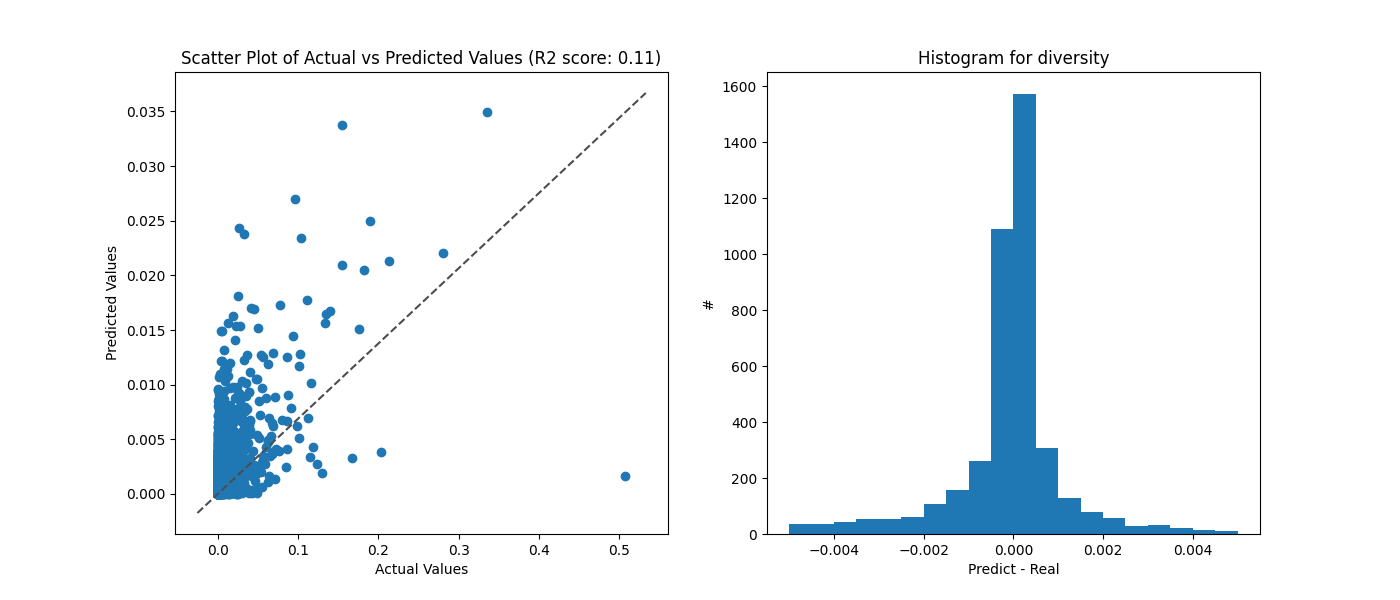 Scatter Plot of Actual vs Predicted Values (R2 score: 0.11)
0.035
0.030
0.025
0.020
0.015
0.010
0.005
0.000
Predicted Values
0.0 0.1 0.2 0.3 0.4 0.5
Actual Values
Histogram for diversity
1600
1400
1200
1000
800
600
400
200
0
#
−0.004 −0.002 0.000 0.002 0.004
Predict - Real